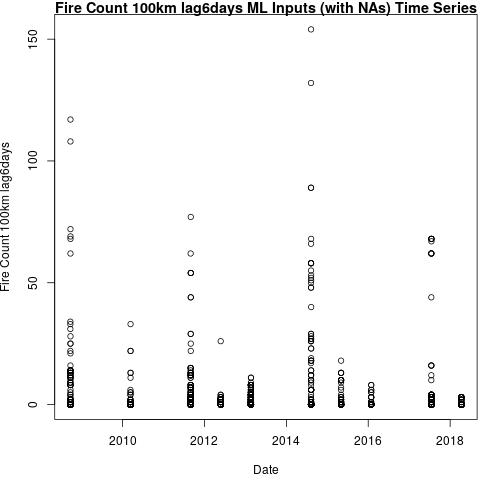 Fire Count 100km lag6days ML Inputs (with NAs) Time Series
150
100
50
0
Fire Count 100km lag6days
2010 2012 2014 2016 2018
Date